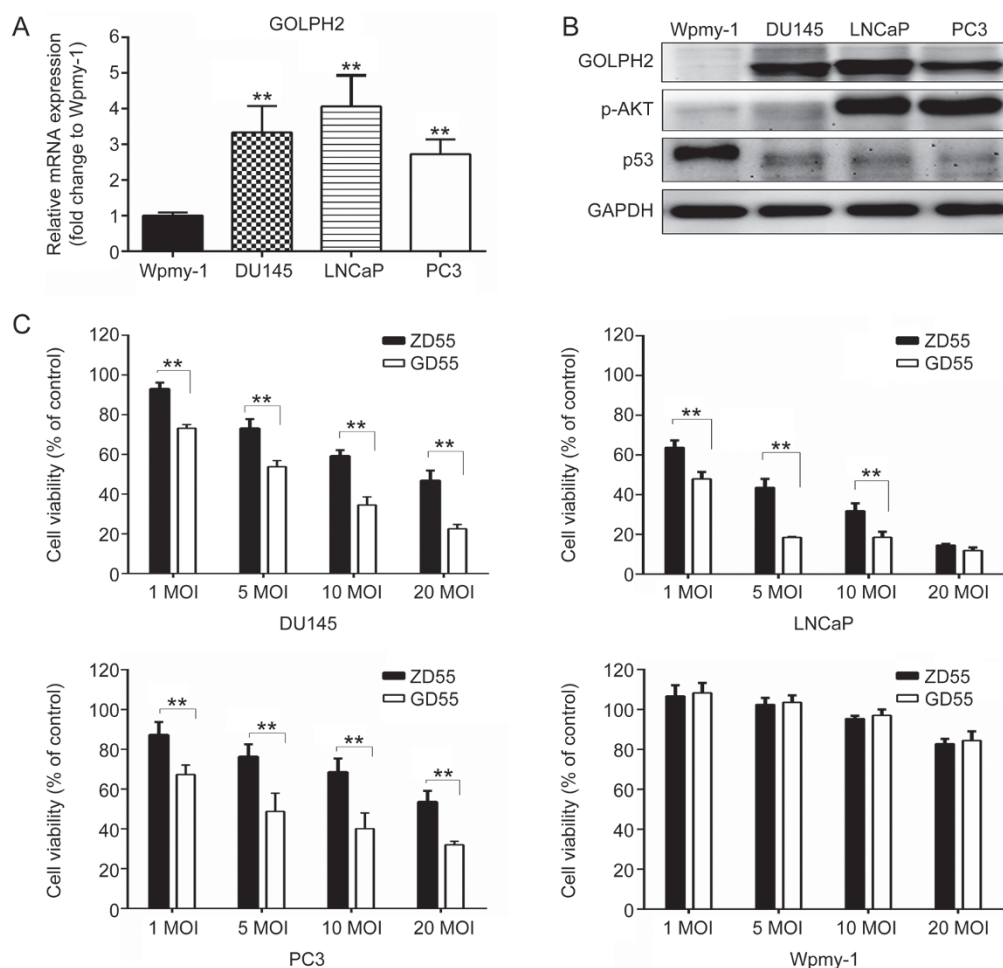 A
GOLPH2
Relative mRNA expression
(fold change to Wpmy-1)
6
5
4
3
2
1
0
**
**
**
Wpmy-1 DU145 LNCaP PC3
B
Wpmy-1 DU145 LNCaP PC3
GOLPH2
p-AKT
p53
GAPDH
C
Cell viability (% of control)
120
100
80
60
40
20
0
ZD55
GD55
**
**
**
**
1 MOI 5 MOI 10 MOI 20 MOI
DU145
Cell viability (% of control)
120
100
80
60
40
20
0
ZD55
GD55
**
**
**
1 MOI 5 MOI 10 MOI 20 MOI
LNCaP
Cell viability (% of control)
120
100
80
60
40
20
0
ZD55
GD55
**
**
**
**
1 MOI 5 MOI 10 MOI 20 MOI
PC3
Cell viability (% of control)
120
100
80
60
40
20
0
ZD55
GD55
1 MOI 5 MOI 10 MOI 20 MOI
Wpmy-1